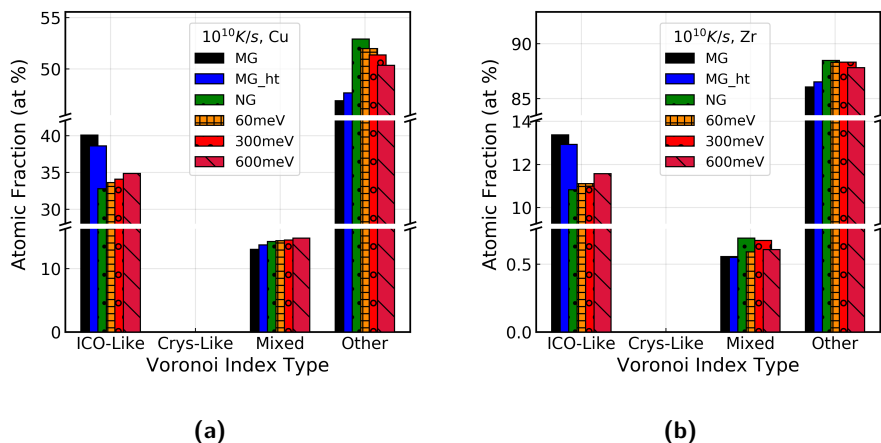 10^10K/s, Cu
MG
MG_ht
NG
60meV
300meV
600meV
55
50
40
35
30
10
0
Atomic Fraction (at %)
ICO-Like Crys-Like Mixed Other
Voronoi Index Type
(a)
10^10K/s, Zr
MG
MG_ht
NG
60meV
300meV
600meV
90
85
14
12
10
0.5
0.0
Atomic Fraction (at %)
ICO-Like Crys-Like Mixed Other
Voronoi Index Type
(b)